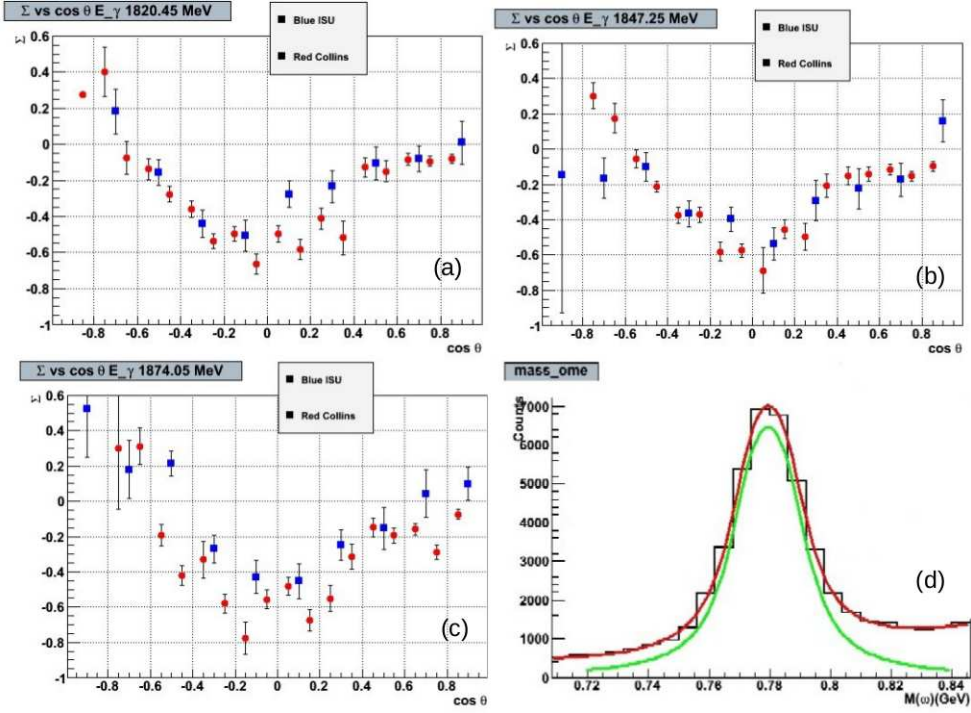 Σ vs cos θ E_γ 1820.45 MeV
Σ
Blue ISU
Red Collins
0.6
0.4
0.2
0
-0.2
-0.4
-0.6
-0.8
-1
-0.8 -0.6 -0.4 -0.2 0 0.2 0.4 0.6 0.8
cos θ
(a)
Σ vs cos θ E_γ 1847.25 MeV
Σ
Blue ISU
Red Collins
0.6
0.4
0.2
0
-0.2
-0.4
-0.6
-0.8
-1
-0.8 -0.6 -0.4 -0.2 0 0.2 0.4 0.6 0.8
cos θ
(b)
Σ vs cos θ E_γ 1874.05 MeV
Σ
Blue ISU
Red Collins
0.6
0.4
0.2
0
-0.2
-0.4
-0.6
-0.8
-1
-0.8 -0.6 -0.4 -0.2 0 0.2 0.4 0.6 0.8
cos θ
(c)
mass_ome
Counts
7000
6000
5000
4000
3000
2000
1000
0
0.72 0.74 0.76 0.78 0.8 0.82 0.84
M(ω)(GeV)
(d)